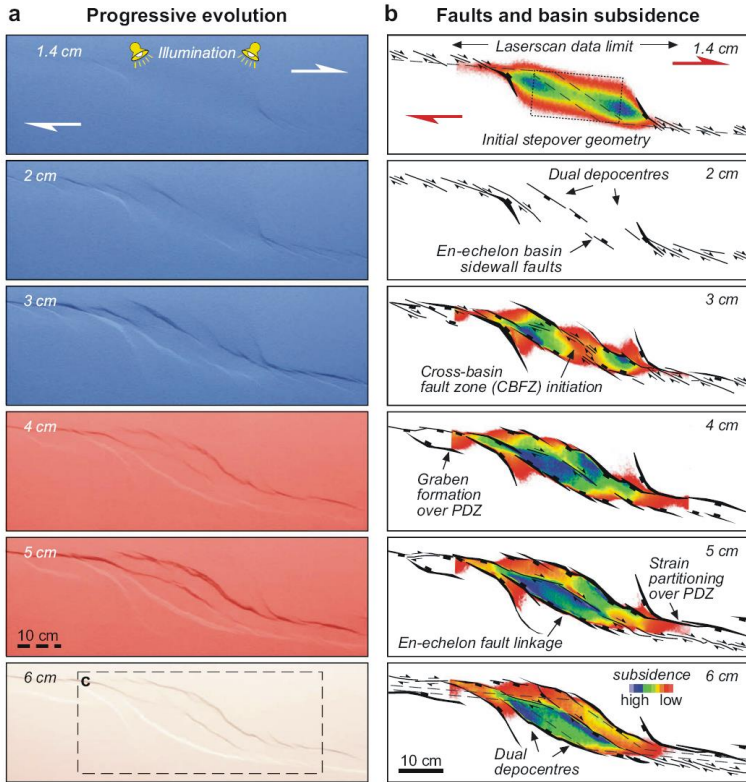 a Progressive evolution
1.4 cm
Illumination
2 cm
3 cm
4 cm
5 cm
10 cm
6 cm
c
b Faults and basin subsidence
Laserscan data limit
1.4 cm
Initial stepover geometry
2 cm
Dual depocentres
En-echelon basin
sidewall faults
3 cm
Cross-basin
fault zone (CBFZ) initiation
4 cm
Graben
formation
over PDZ
5 cm
Strain
partitioning
over PDZ
En-echelon fault linkage
subsidence
6 cm
high low
Dual
depocentres
10 cm